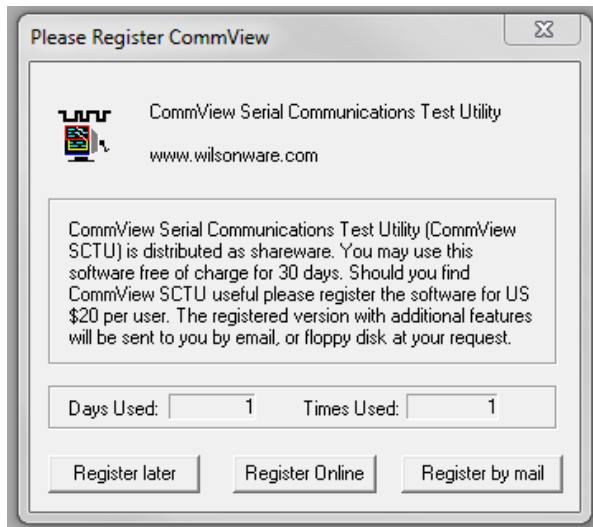 Please Register CommView
CommView Serial Communications Test Utility
www.wilsonware.com
CommView Serial Communications Test Utility (CommView
SCTU) is distributed as shareware. You may use this
software free of charge for 30 days. Should you find
CommView SCTU useful please register the software for US
$20 per user. The registered version with additional features
will be sent to you by email, or floppy disk at your request.
Days Used: 1 Times Used: 1
Register later Register Online Register by mail